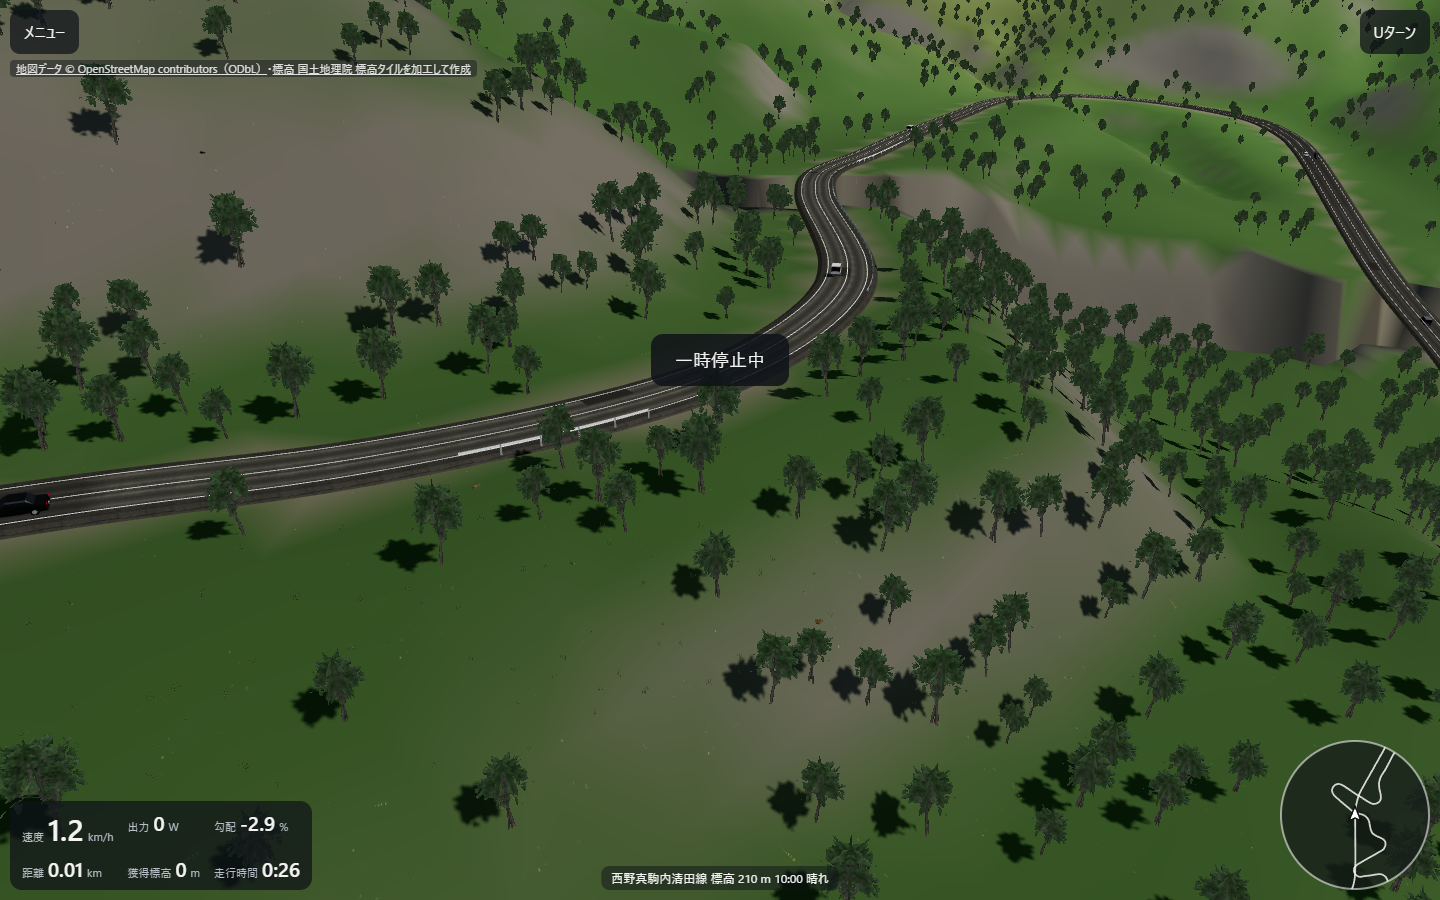 メニュー
Uターン
地図データ © OpenStreetMap contributors（ODbL）・標高 国土地理院 標高タイルを加工して作成
一時停止中
速度 1.2 km/h 出力 0 W 勾配 -2.9 %
距離 0.01 km 獲得標高 0 m 走行時間 0:26
西野真駒内清田線 標高 210 m 10:00 晴れ